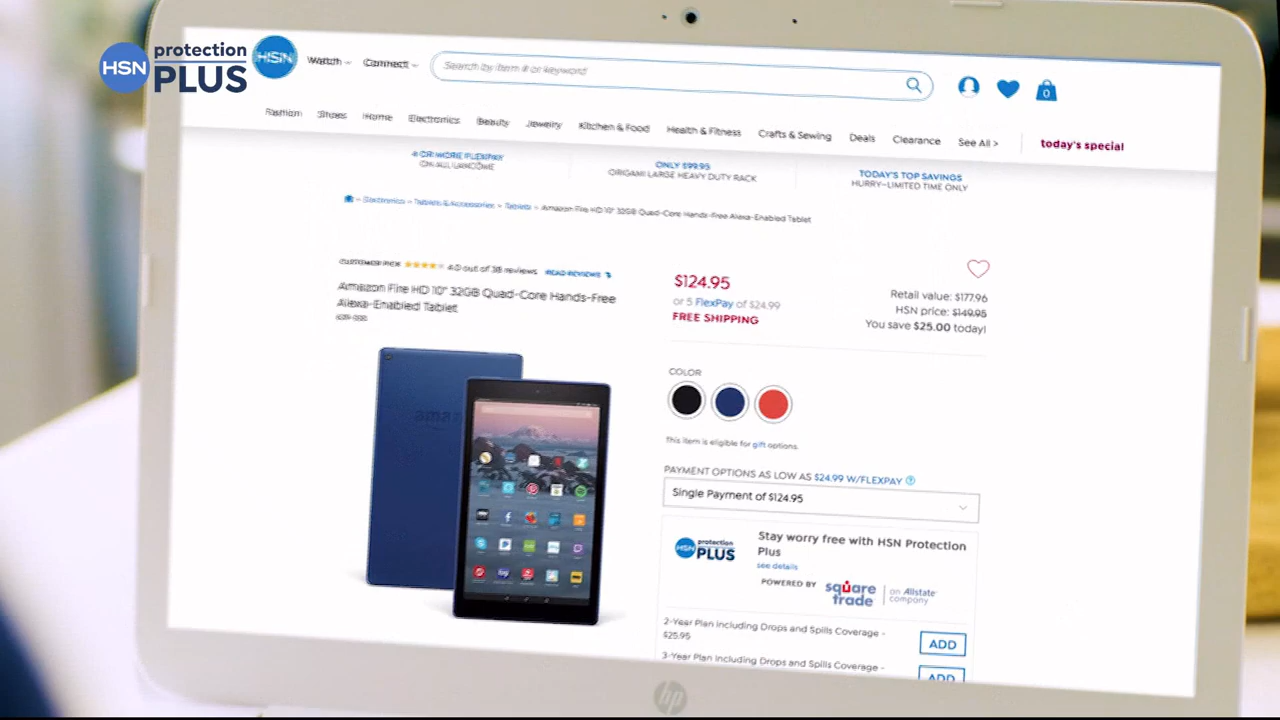 HSN protection PLUS
HSN
Watch
Connect
Search by item # or keyword
0
Fashion
Shoes
Home
Electronics
Beauty
Jewelry
Kitchen & Food
Health & Fitness
Crafts & Sewing
Deals
Clearance
See All >
today's special
4 OR MORE FLEXPAY
ON ALL LANCÔME
ONLY $99.95
ORIGAMI LARGE HEAVY DUTY RACK
TODAY'S TOP SAVINGS
HURRY–LIMITED TIME ONLY
Electronics > Tablets & Accessories > Tablets > Amazon Fire HD 10" 32GB Quad-Core Hands-Free Alexa-Enabled Tablet
CUSTOMER PICK
4.0 out of 38 reviews
READ REVIEWS
Amazon Fire HD 10" 32GB Quad-Core Hands-Free
Alexa-Enabled Tablet
$124.95
or 5 FlexPay of $24.99
FREE SHIPPING
Retail value: $177.96
HSN price: $149.95
You save $25.00 today!
COLOR
This item is eligible for gift options.
PAYMENT OPTIONS AS LOW AS $24.99 W/FLEXPAY ?
Single Payment of $124.95
HSN protection PLUS
Stay worry free with HSN Protection
Plus
see details
POWERED BY
square trade
an Allstate company
2-Year Plan Including Drops and Spills Coverage -
$25.95
ADD
3-Year Plan Including Drops and Spills Coverage -
ADD
hp